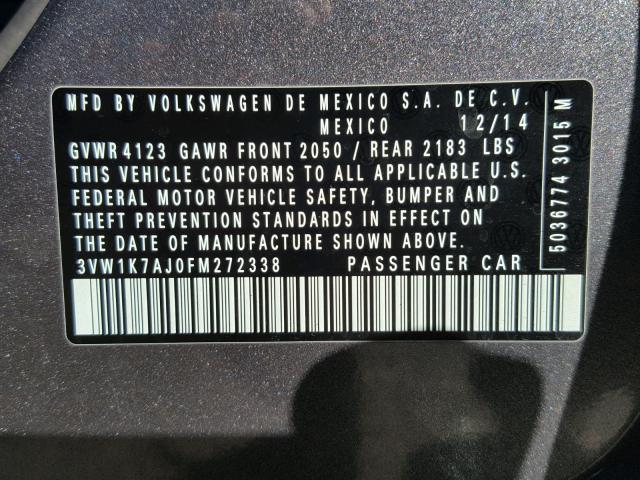 MFD BY VOLKSWAGEN DE MEXICO S.A. DE C.V.
MEXICO 12/14
GVWR 4123 GAWR FRONT 2050 / REAR 2183 LBS
THIS VEHICLE CONFORMS TO ALL APPLICABLE U.S.
FEDERAL MOTOR VEHICLE SAFETY, BUMPER AND
THEFT PREVENTION STANDARDS IN EFFECT ON
THE DATE OF MANUFACTURE SHOWN ABOVE.
3VW1K7AJ0FM272338 PASSENGER CAR
5036774 3015 M